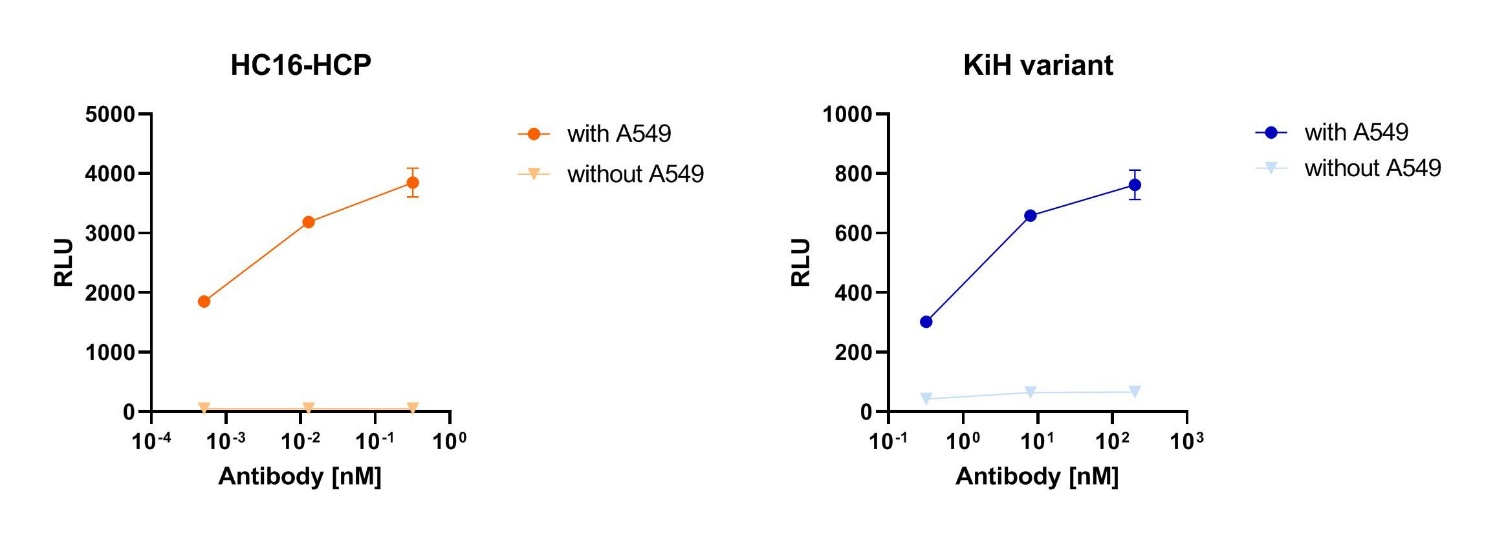 HC16-HCP
5000
4000
3000
2000
1000
0
RLU
10-4 10-3 10-2 10-1 100
Antibody [nM]
with A549
without A549
KiH variant
1000
800
600
400
200
0
RLU
10-1 100 101 102 103
Antibody [nM]
with A549
without A549